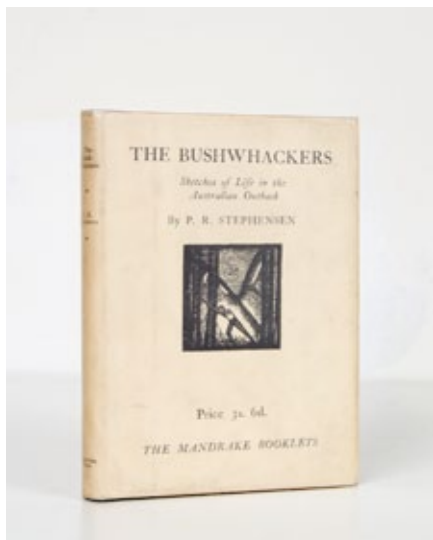 THE BUSHWHACKERS
Sketches of Life in the
Australian Outback
By P. R. STEPHENSEN
Price 3s. 6d.
THE MANDRAKE BOOKLETS